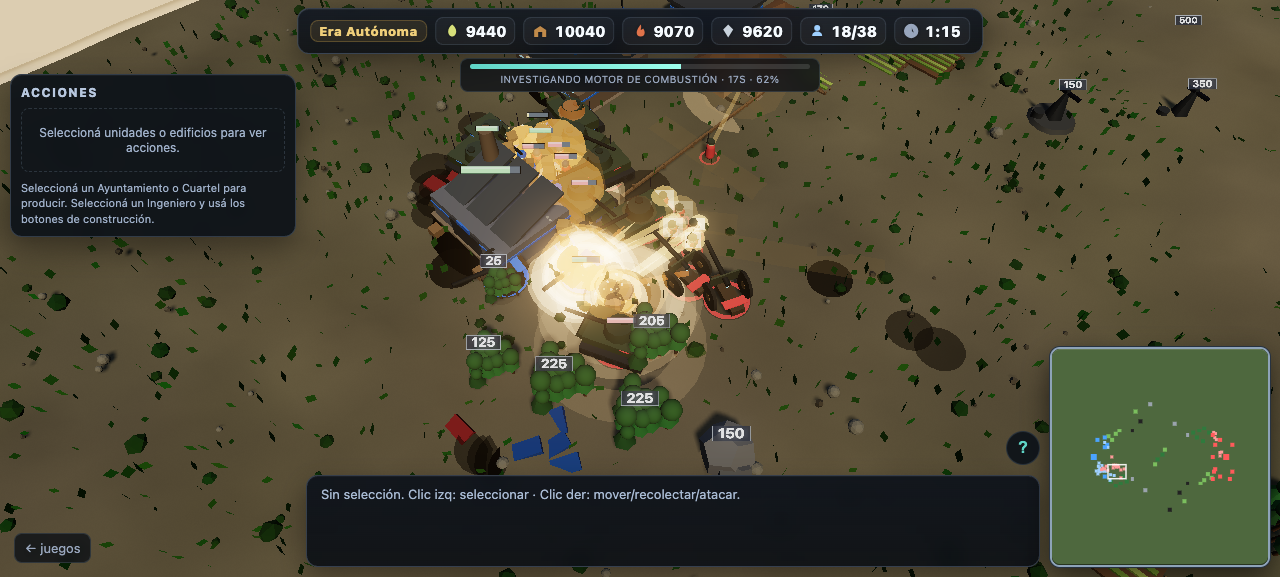 Era Autónoma 9440 10040 9070 9620 18/38 1:15
INVESTIGANDO MOTOR DE COMBUSTIÓN · 17S · 62%
500
150
350
ACCIONES
Seleccioná unidades o edificios para ver
acciones.
Seleccioná un Ayuntamiento o Cuartel para
producir. Seleccioná un Ingeniero y usá los
botones de construcción.
25
205
125
225
225
150
?
Sin selección. Clic izq: seleccionar · Clic der: mover/recolectar/atacar.
← juegos